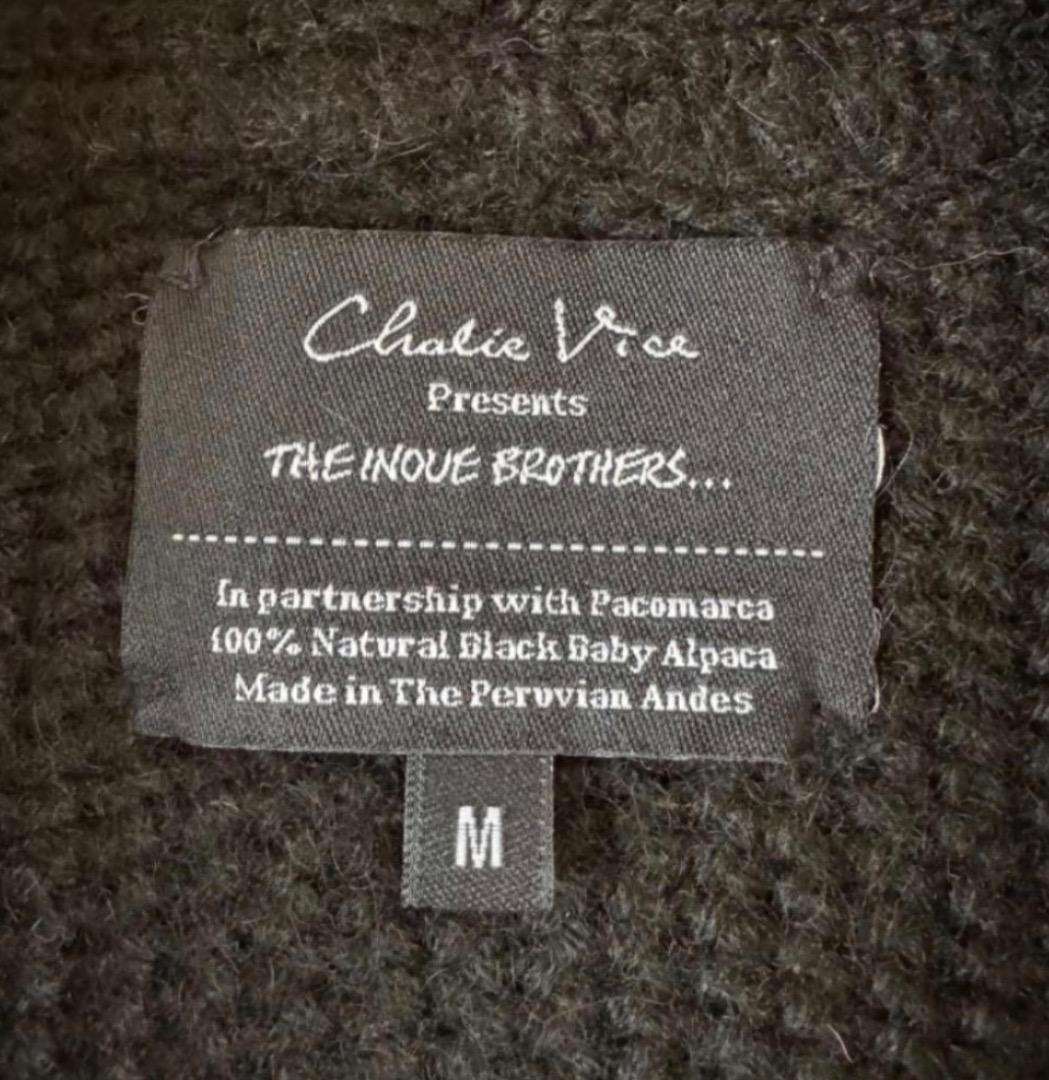 Chalie Vice
Presents
THE INOUE BROTHERS...
In partnership with Pacomarca
100% Natural Black Baby Alpaca
Made in The Peruvian Andes
M